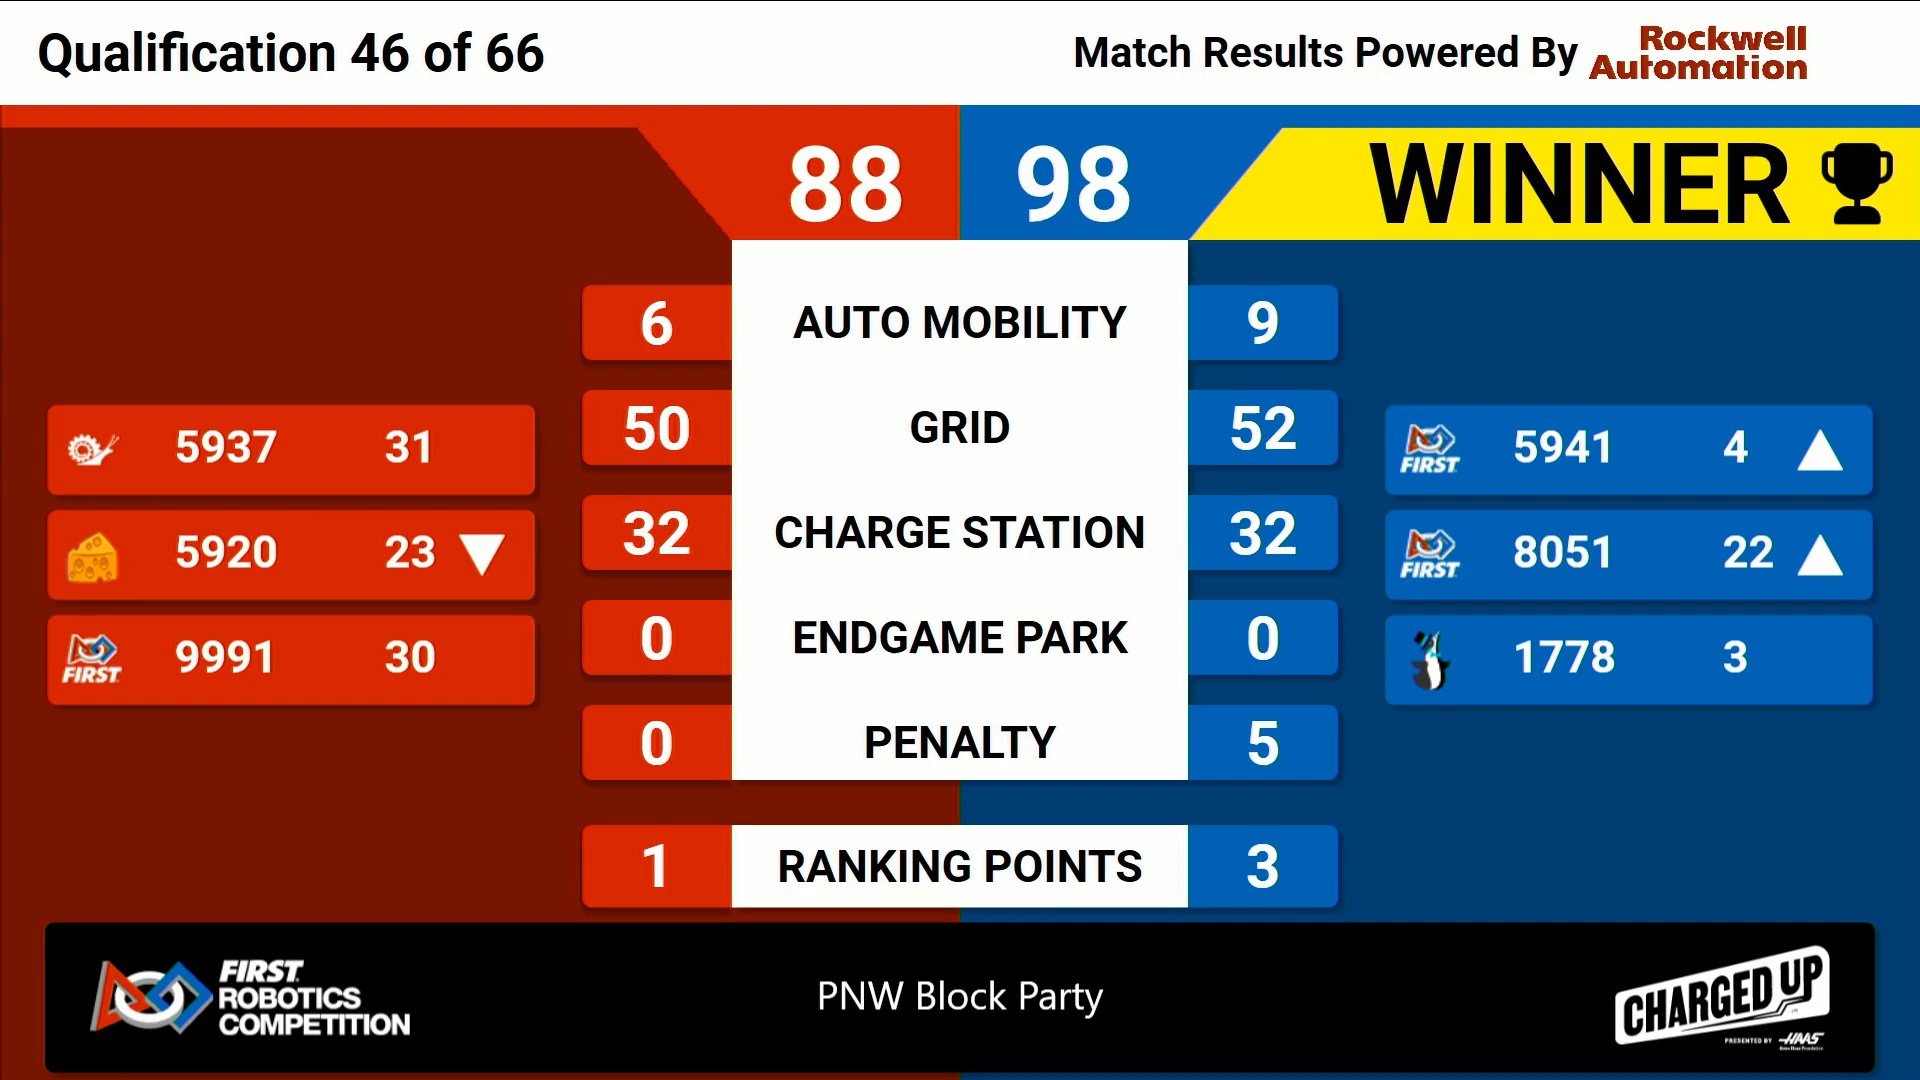 Qualification 46 of 66
Match Results Powered By
Rockwell
Automation
88 98 WINNER
6 AUTO MOBILITY 9
50 GRID 52
32 CHARGE STATION 32
0 ENDGAME PARK 0
0 PENALTY 5
1 RANKING POINTS 3
5937 31
5920 23
FIRST 9991 30
FIRST 5941 4
FIRST 8051 22
1778 3
FIRST
ROBOTICS
COMPETITION
PNW Block Party
CHARGED UP
PRESENTED BY HAAS